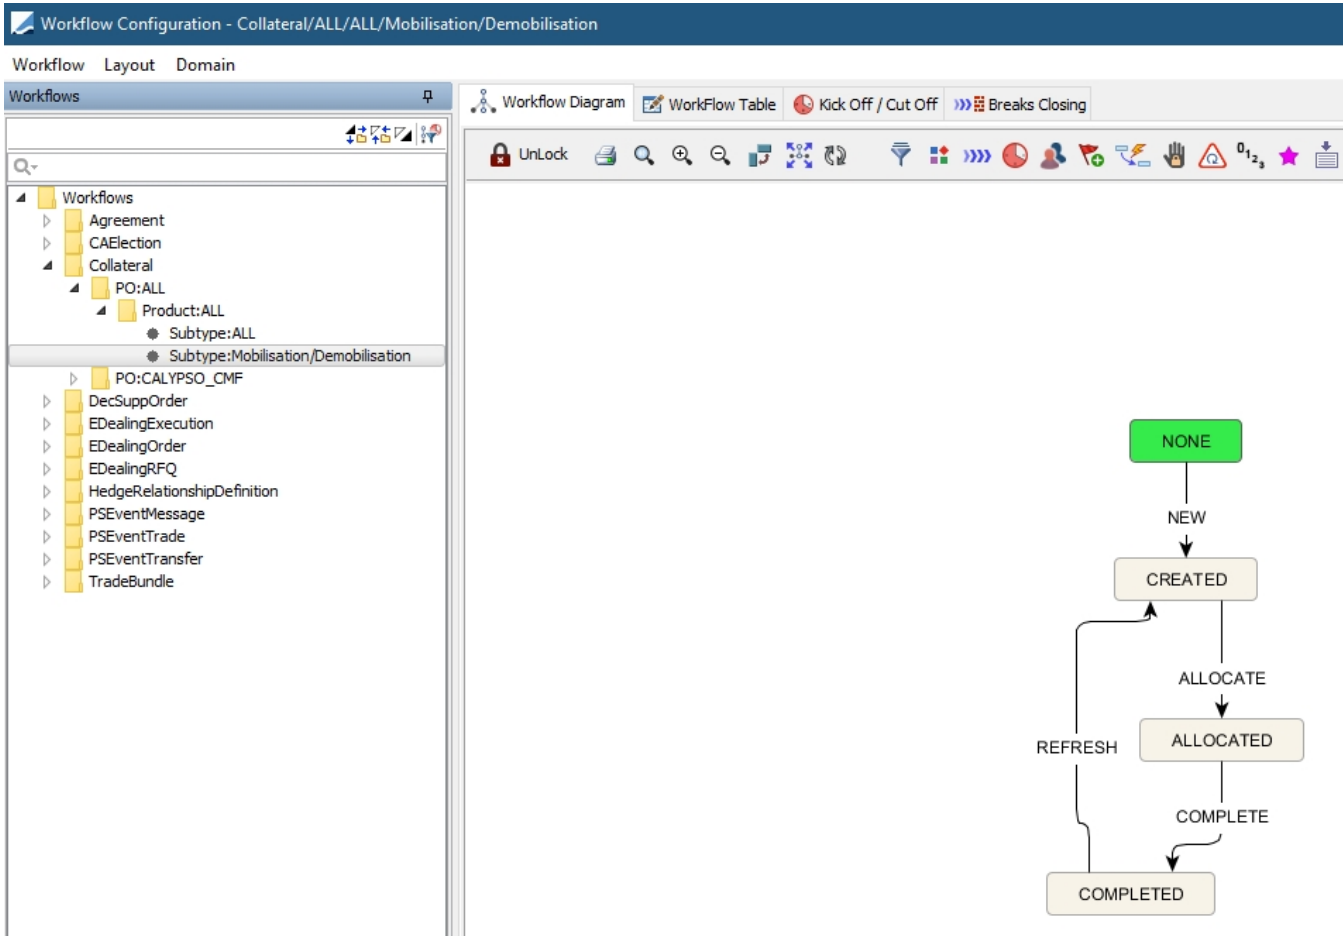 Workflow Configuration - Collateral/ALL/ALL/Mobilisation/Demobilisation
Workflow Layout Domain
Workflows
Workflow Diagram WorkFlow Table Kick Off / Cut Off Breaks Closing
UnLock 0123
Workflows
Agreement
CAElection
Collateral
PO:ALL
Product:ALL
Subtype:ALL
Subtype:Mobilisation/Demobilisation
PO:CALYPSO_CMF
DecSuppOrder
EDealingExecution
EDealingOrder
EDealingRFQ
HedgeRelationshipDefinition
PSEventMessage
PSEventTrade
PSEventTransfer
TradeBundle
NONE
NEW
CREATED
ALLOCATE
ALLOCATED
REFRESH
COMPLETE
COMPLETED